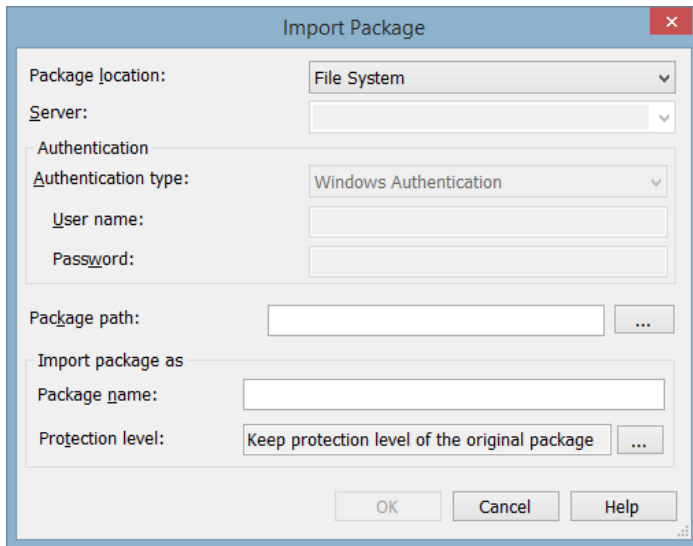 Import Package
Package location: File System
Server:
Authentication
Authentication type: Windows Authentication
User name:
Password:
Package path: ...
Import package as
Package name:
Protection level: Keep protection level of the original package ...
OK Cancel Help